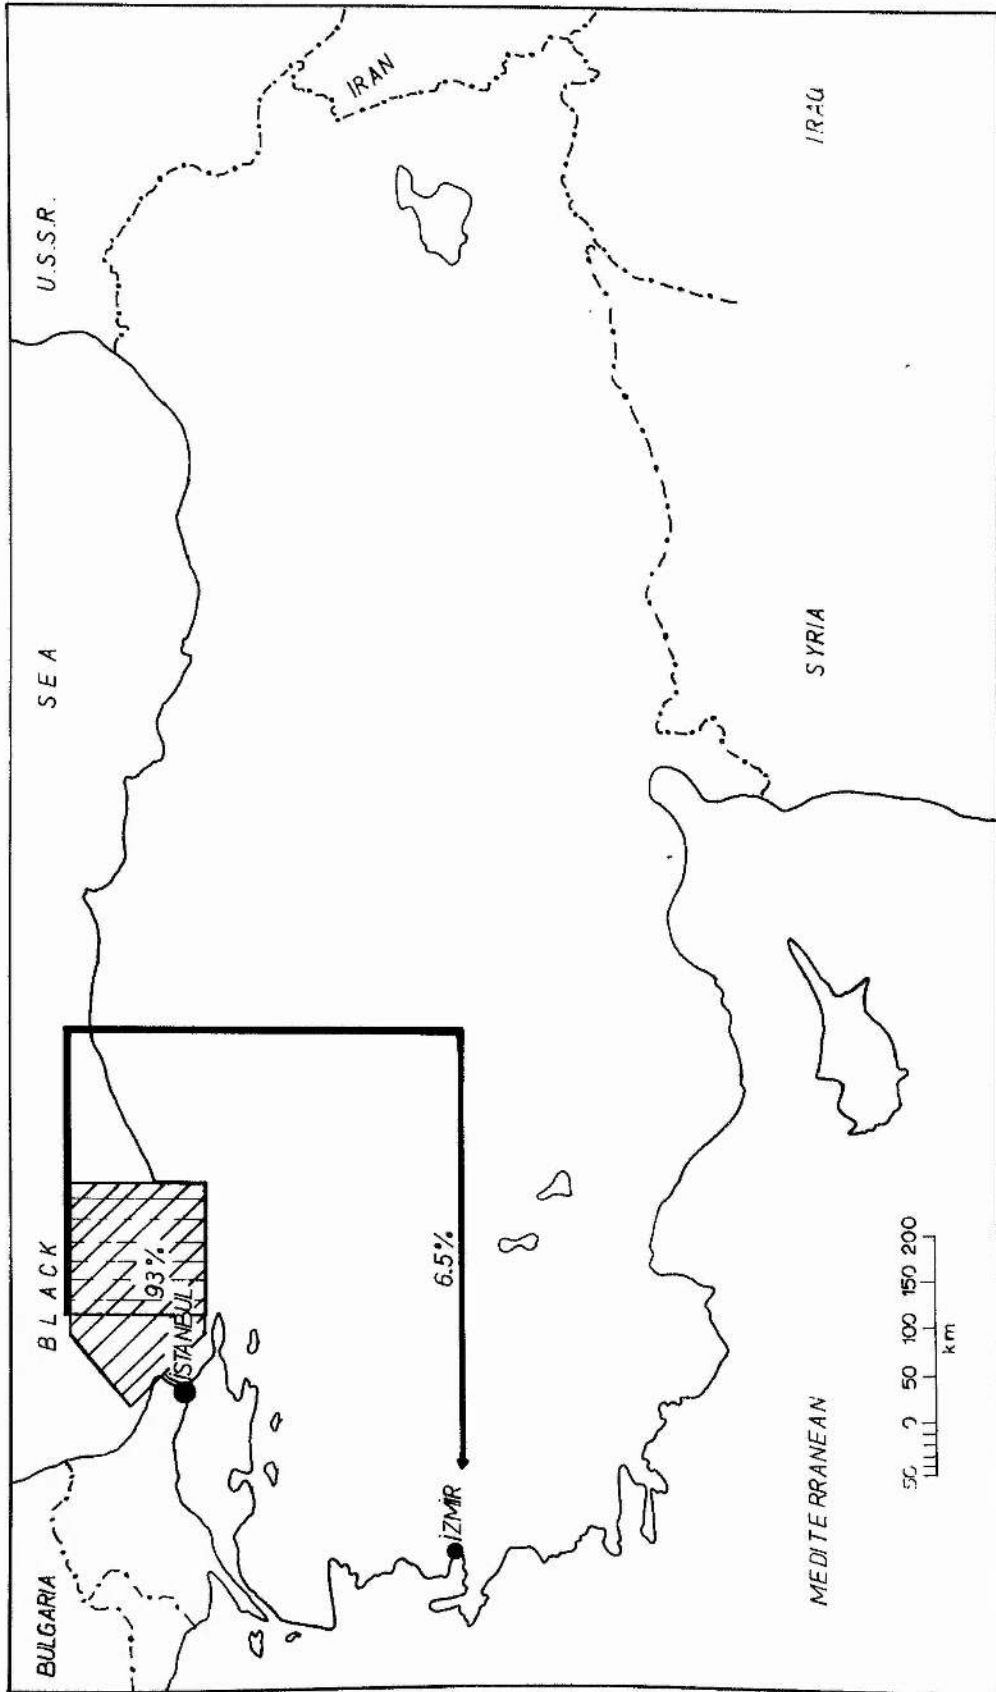 BULGARIA
BLACK
SEA
U.S.S.R.
IRAN
93%
İSTANBUL
6.5%
İZMİR
SYRIA
IRAQ
MEDITERRANEAN
50 0 50 100 150 200
km